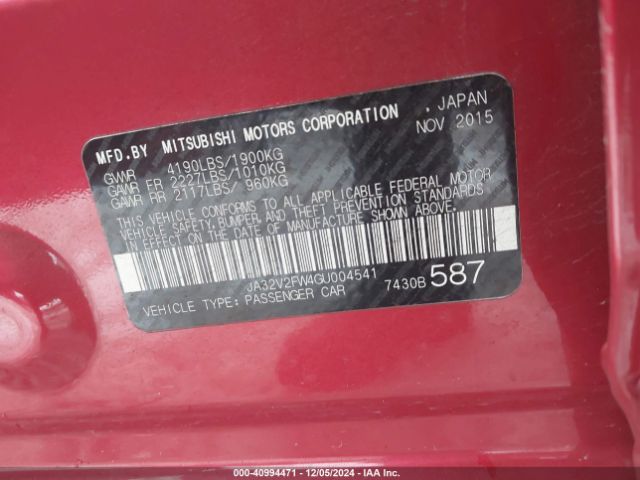 MFD.BY MITSUBISHI MOTORS CORPORATION . JAPAN
NOV 2015
GVWR 4190LBS/1900KG
GAWR FR 2227LBS/1010KG
GAWR RR 2117LBS/ 960KG
THIS VEHICLE CONFORMS TO ALL APPLICABLE FEDERAL MOTOR
VEHICLE SAFETY, BUMPER, AND THEFT PREVENTION STANDARDS
IN EFFECT ON THE DATE OF MANUFACTURE SHOWN ABOVE.
JA32V2FW4GU004541
VEHICLE TYPE: PASSENGER CAR 7430B 587
000-40994471 - 12/05/2024 - IAA Inc.